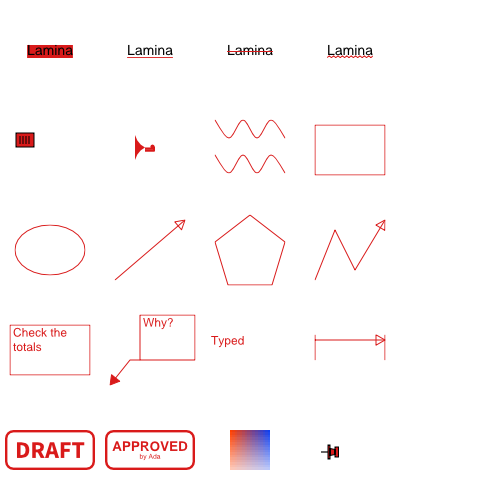 Lamina Lamina Lamina Lamina
Check the
totals
Why?
Typed
DRAFT
APPROVED
by Ada